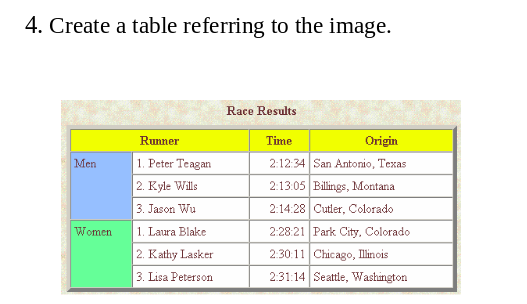 4. Create a table referring to the image.
Race Results
Runner Time Origin
Men 1. Peter Teagan 2:12:34 San Antonio, Texas
2. Kyle Wills 2:13:05 Billings, Montana
3. Jason Wu 2:14:28 Cutler, Colorado
Women 1. Laura Blake 2:28:21 Park City, Colorado
2. Kathy Lasker 2:30:11 Chicago, Illinois
3. Lisa Peterson 2:31:14 Seattle, Washington